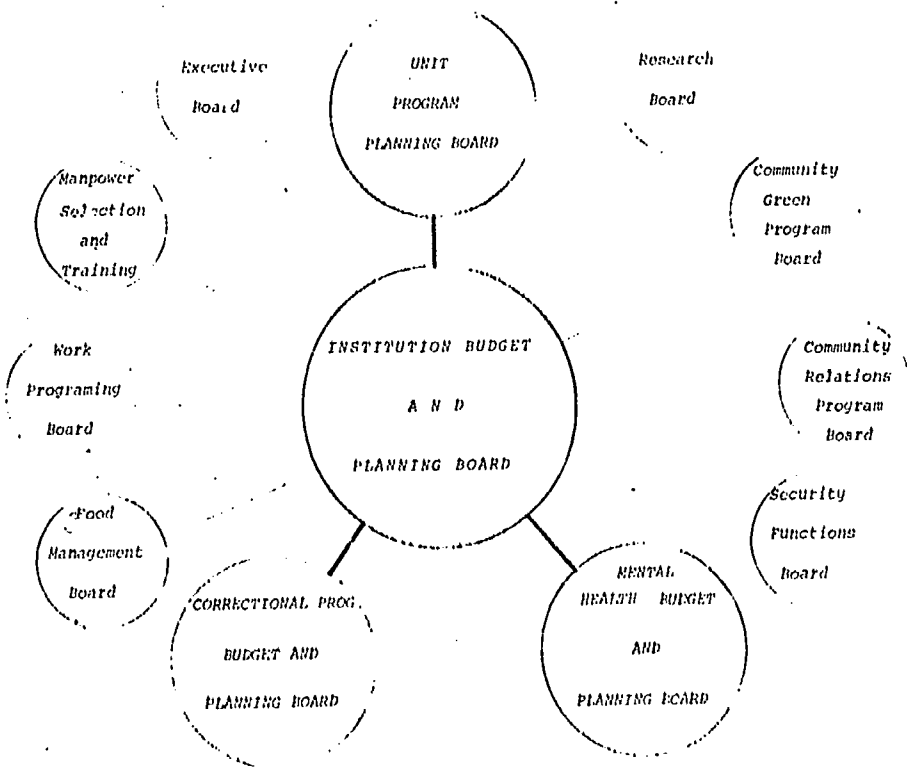 Executive
Board
UNIT
PROGRAM
PLANNING BOARD
Research
Board
Manpower
Selection
and
Training
Community
Green
Program
Board
Work
Programing
Board
INSTITUTION BUDGET
A N D
PLANNING BOARD
Community
Relations
Program
Board
Food
Management
Board
Security
Functions
Board
CORRECTIONAL PROG.
BUDGET AND
PLANNING BOARD
MENTAL
HEALTH BUDGET
AND
PLANNING BOARD